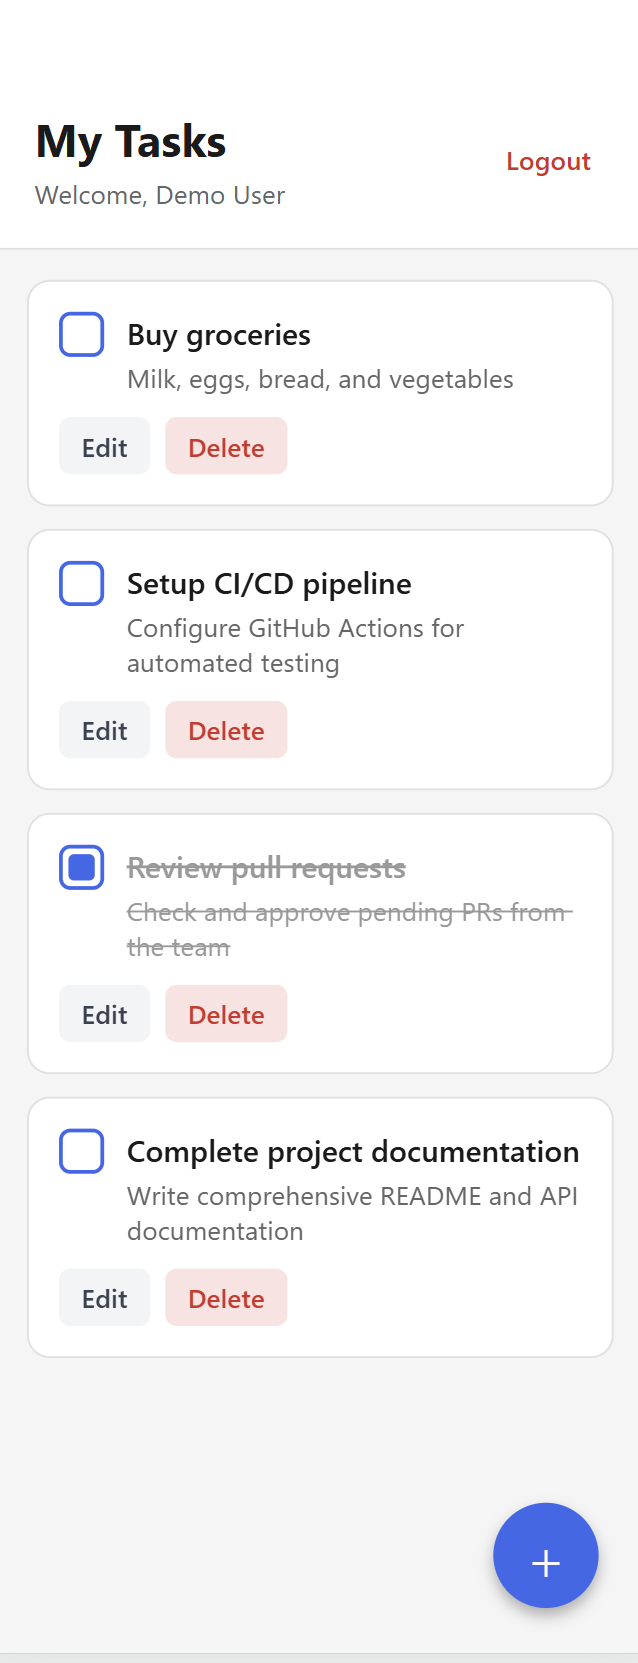 My Tasks
Welcome, Demo User
Logout
Buy groceries
Milk, eggs, bread, and vegetables
Edit
Delete
Setup CI/CD pipeline
Configure GitHub Actions for
automated testing
Edit
Delete
Review pull requests
Check and approve pending PRs from
the team
Edit
Delete
Complete project documentation
Write comprehensive README and API
documentation
Edit
Delete
+